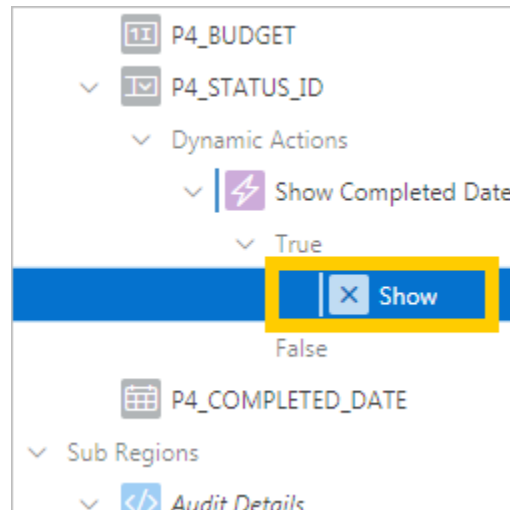 P4_BUDGET
P4_STATUS_ID
Dynamic Actions
Show Completed Date
True
Show
False
P4_COMPLETED_DATE
Sub Regions
Audit Details